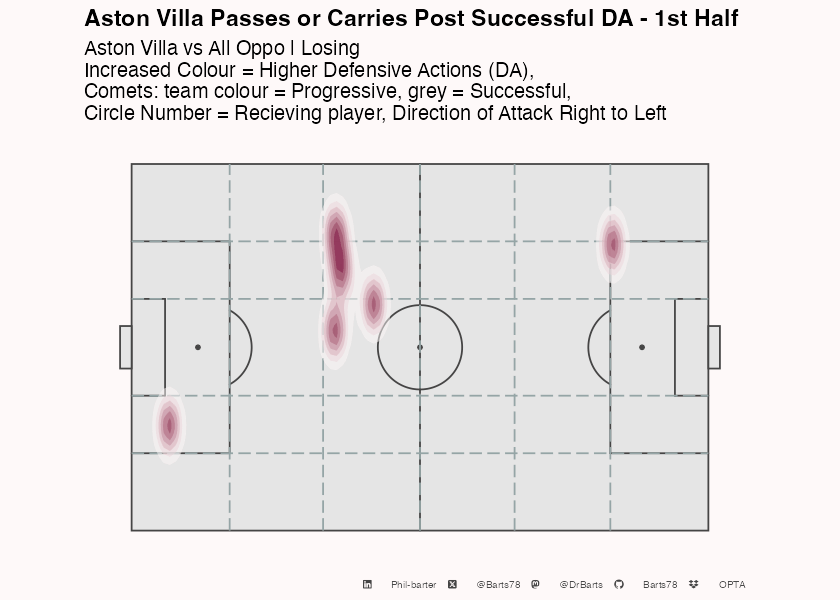 Aston Villa Passes or Carries Post Successful DA - 1st Half
Aston Villa vs All Oppo I Losing
Increased Colour = Higher Defensive Actions (DA),
Comets: team colour = Progressive, grey = Successful,
Circle Number = Recieving player, Direction of Attack Right to Left
Phil-barter @Barts78 @DrBarts Barts78 OPTA